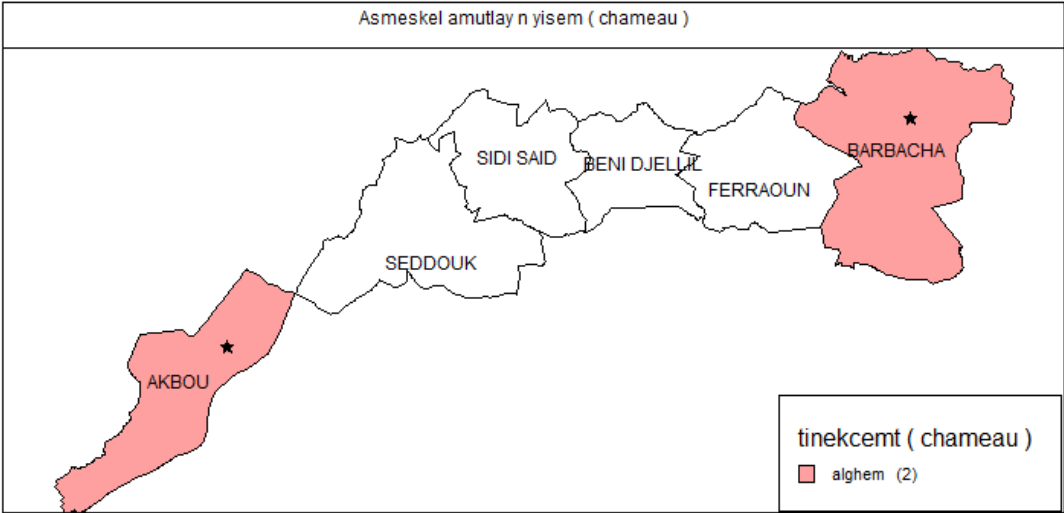 Asmeskel amutlay n yisem ( chameau )
BARBACHA
SIDI SAID
BENI DJELLIL
FERRAOUN
SEDDOUK
AKBOU
tinekcemt ( chameau )
alghem (2)